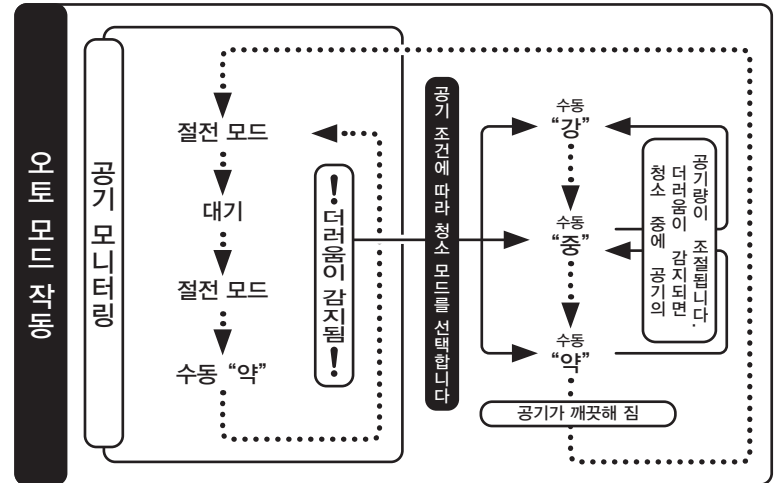 오토 모드 작동
공기 모니터링
절전 모드
대기
절전 모드
수동 “약”
! 더러움이 감지됨 !
공기 조건에 따라 청소 모드를 선택합니다
수동
“강”
수동
“중”
수동
“약”
청소 중에 공기의
더러움이 감지되면
공기량이 조절됩니다.
공기가 깨끗해 짐